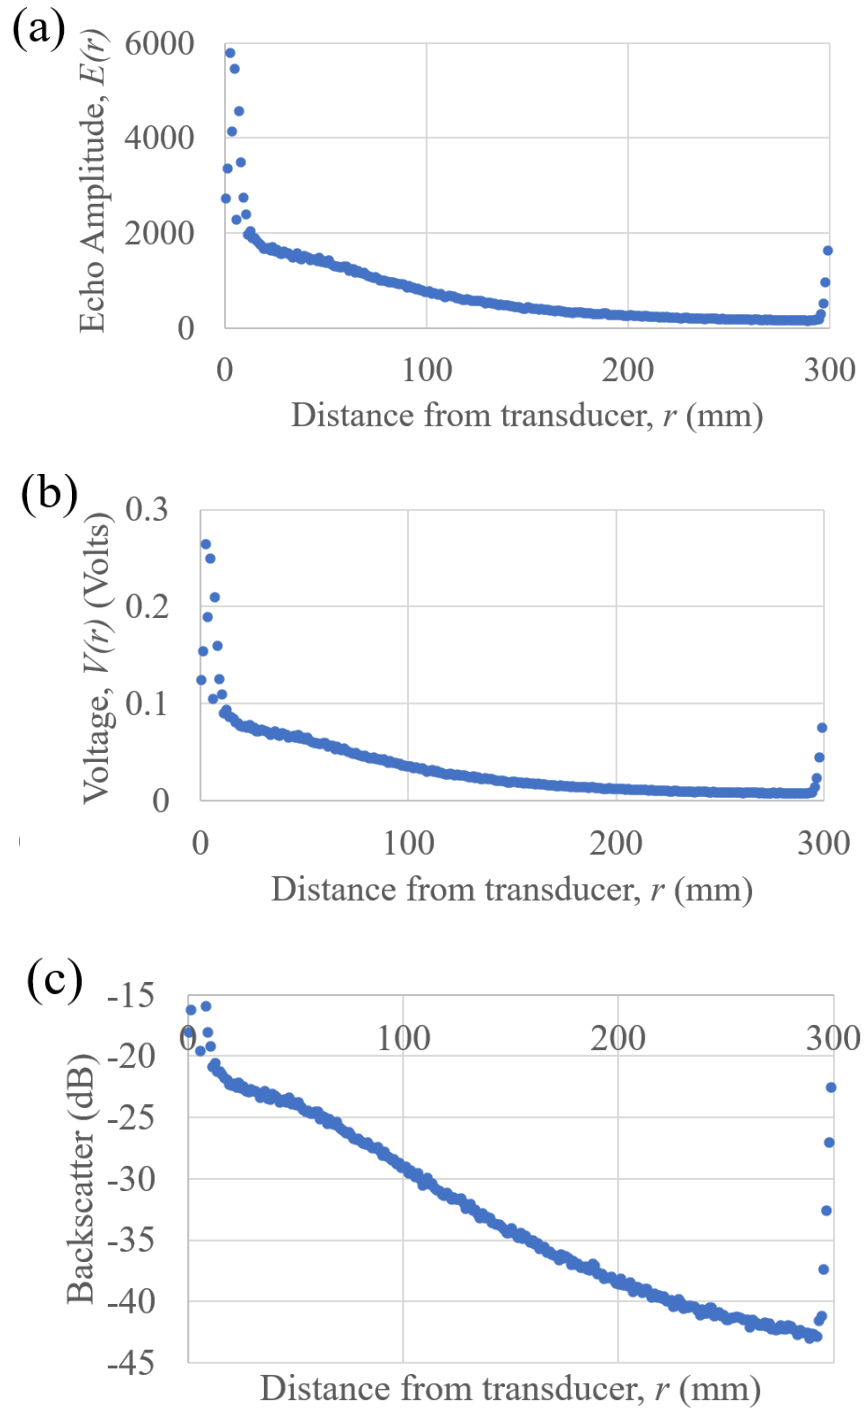 (a)
6000
4000
2000
0
Echo Amplitude, E(r)
0 100 200 300
Distance from transducer, r (mm)
(b)
0.3
0.2
0.1
0
Voltage, V(r) (Volts)
0 100 200 300
Distance from transducer, r (mm)
(c)
-15
0 100 200 300
-20
-25
-30
-35
-40
-45
Backscatter (dB)
Distance from transducer, r (mm)